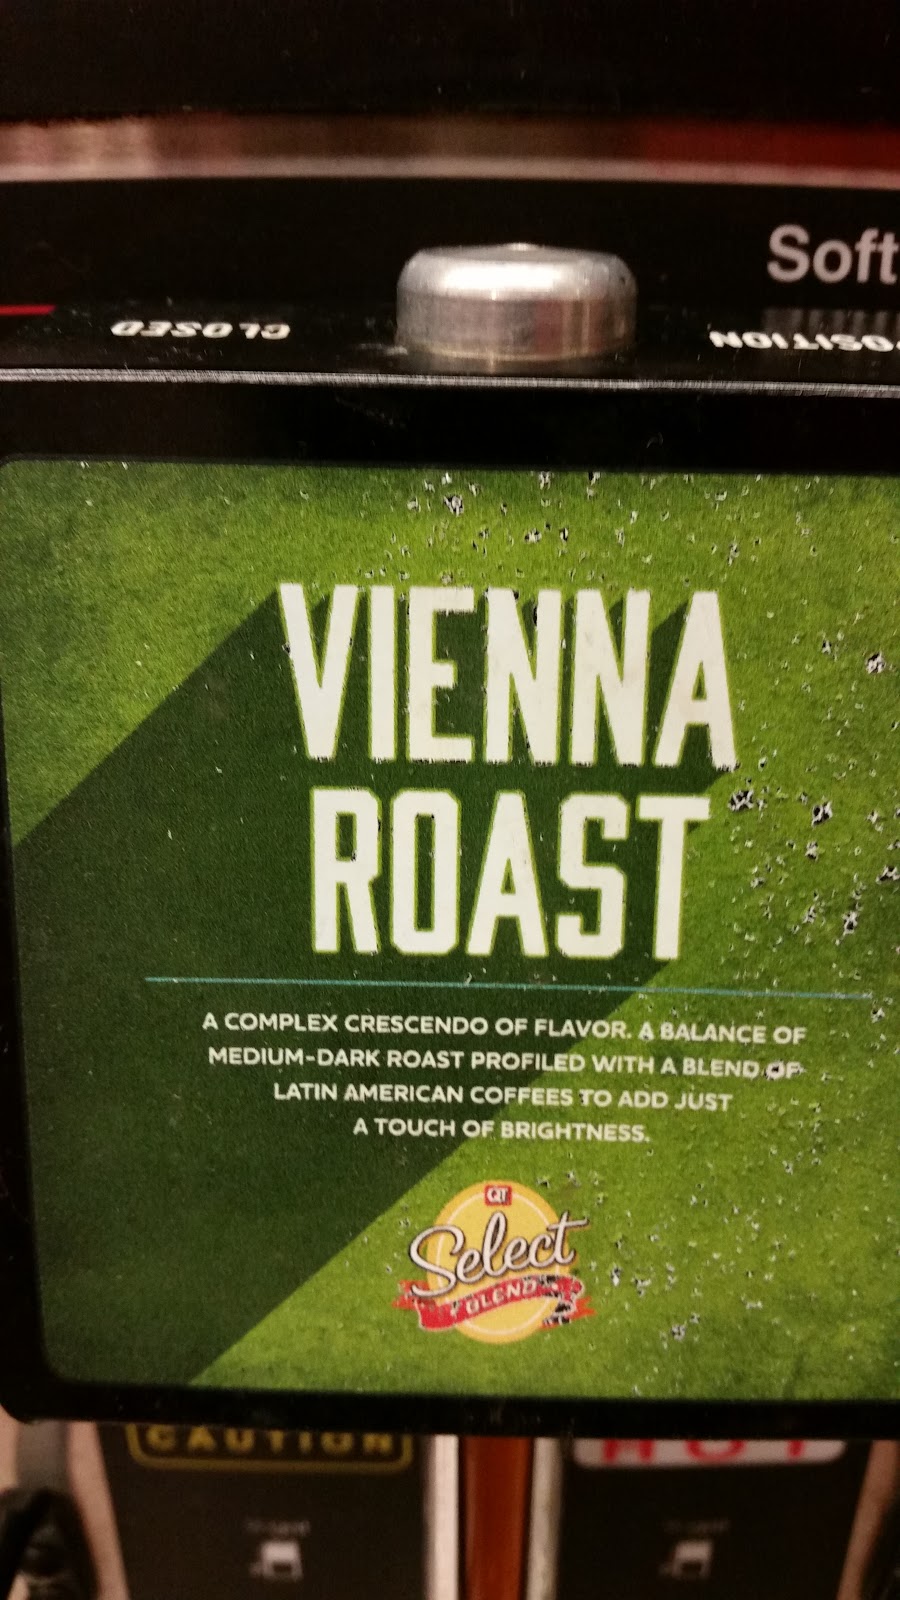 Soft
CLOSED
POSITION
VIENNA
ROAST
A COMPLEX CRESCENDO OF FLAVOR. A BALANCE OF
MEDIUM-DARK ROAST PROFILED WITH A BLEND OF
LATIN AMERICAN COFFEES TO ADD JUST
A TOUCH OF BRIGHTNESS.
QT
Select
BLEND
CAUTION
HOT